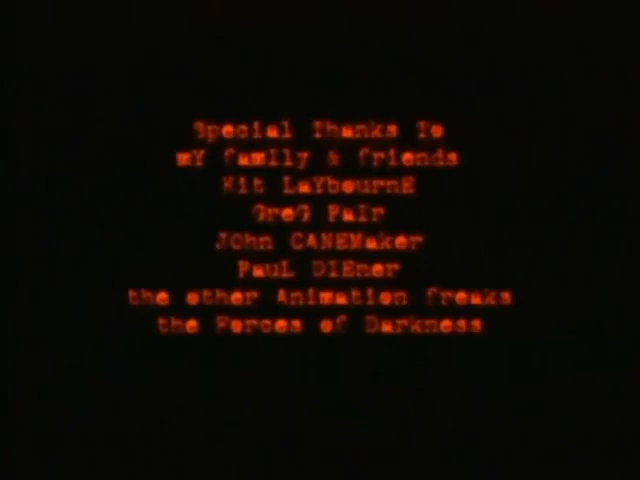 Special Thanks To
mY famIly & friends
Kit LaYbournE
GreG FaIr
JOhn CANEMaker
PauL DIEner
the other Animation freaks
the Forces of Darkness